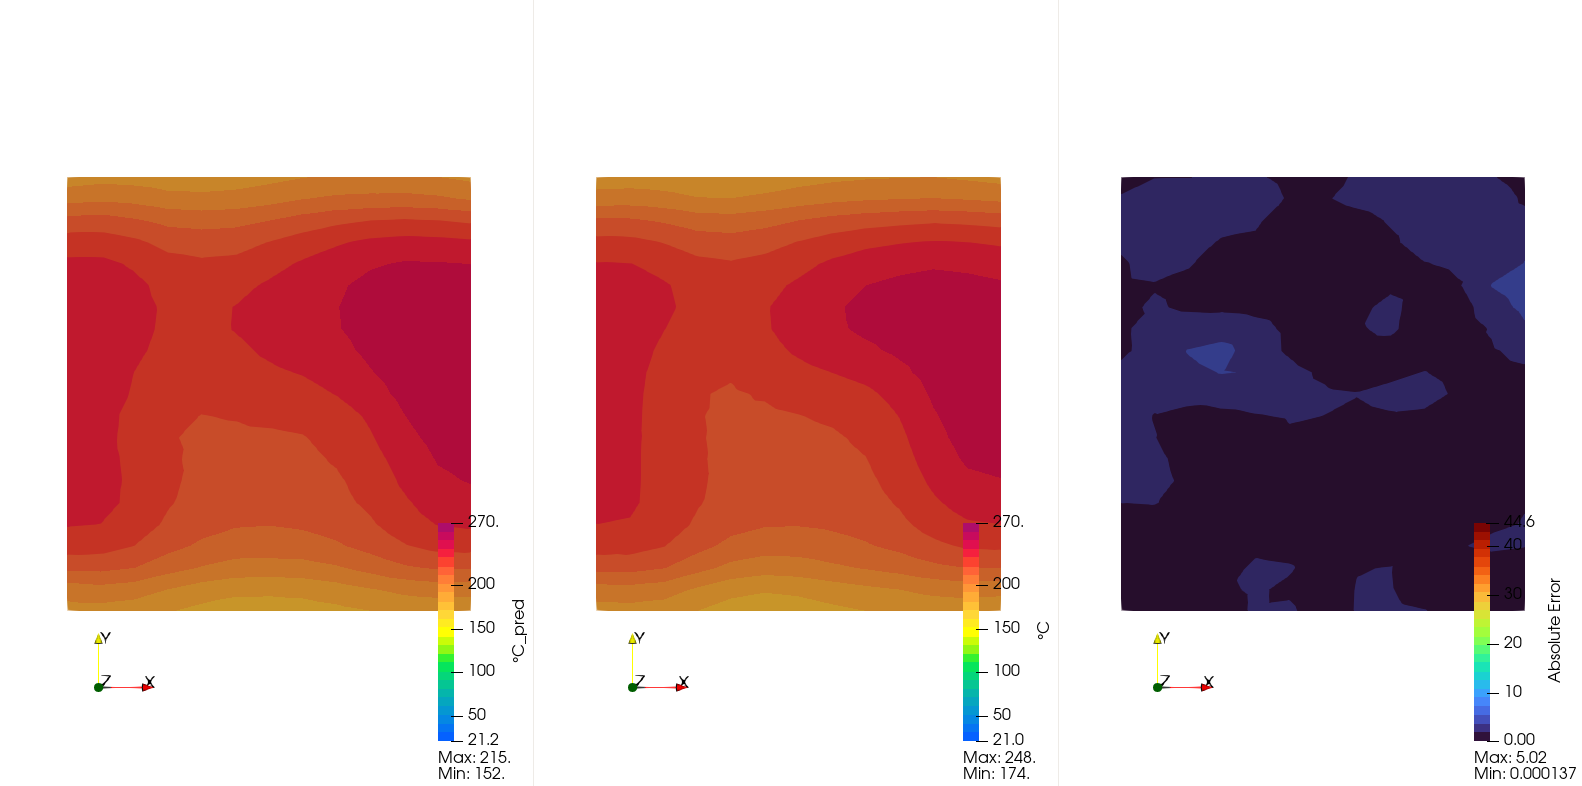 270.
200
150
100
50
21.2
°C_pred
Max: 215.
Min: 152.
Y
Z
X
270.
200
150
100
50
21.0
°C
Max: 248.
Min: 174.
Y
Z
X
44.6
40
30
20
10
0.00
Absolute Error
Max: 5.02
Min: 0.000137
Y
Z
X